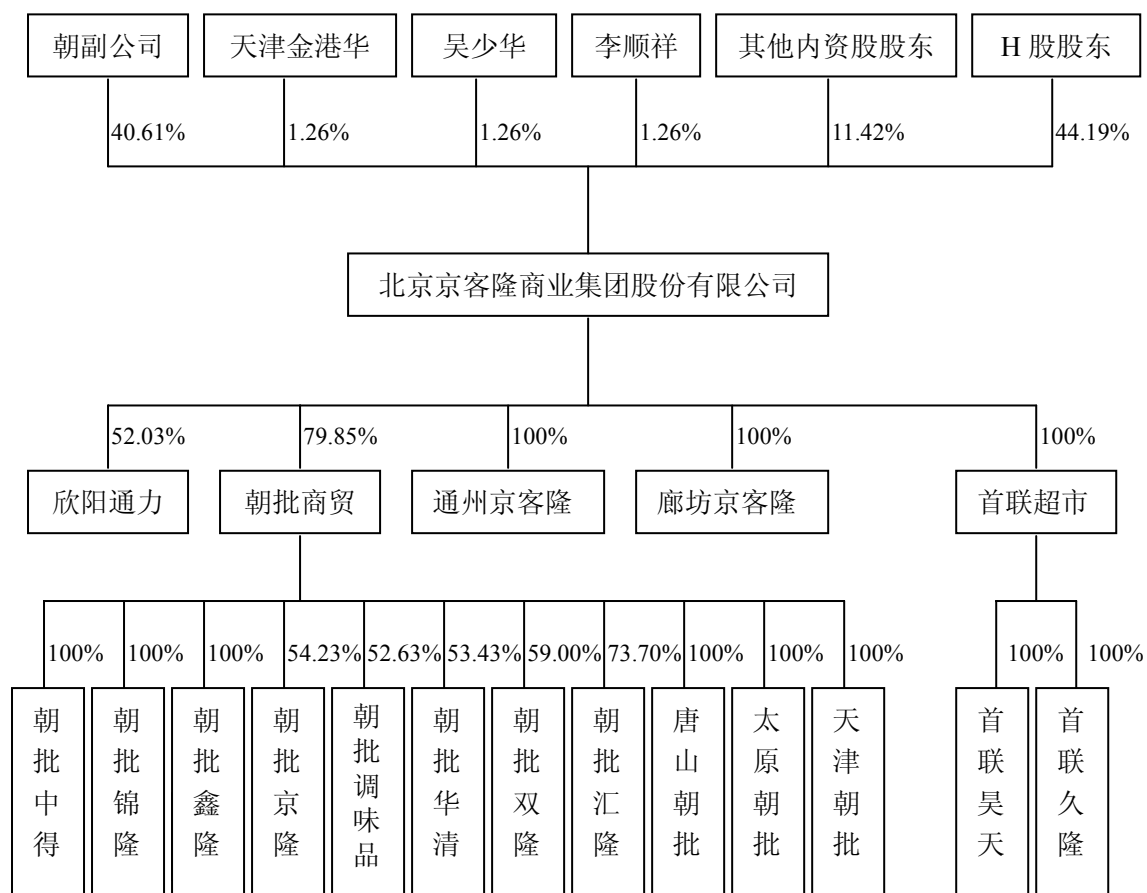 朝副公司 天津金港华 吴少华 李顺祥 其他内资股股东 H 股股东
40.61% 1.26% 1.26% 1.26% 11.42% 44.19%
北京京客隆商业集团股份有限公司
52.03% 79.85% 100% 100% 100%
欣阳通力 朝批商贸 通州京客隆 廊坊京客隆 首联超市
100% 100% 100% 54.23% 52.63% 53.43% 59.00% 73.70% 100% 100% 100% 100% 100%
朝批中得
朝批锦隆
朝批鑫隆
朝批京隆
朝批调味品
朝批华清
朝批双隆
朝批汇隆
唐山朝批
太原朝批
天津朝批
首联昊天
首联久隆